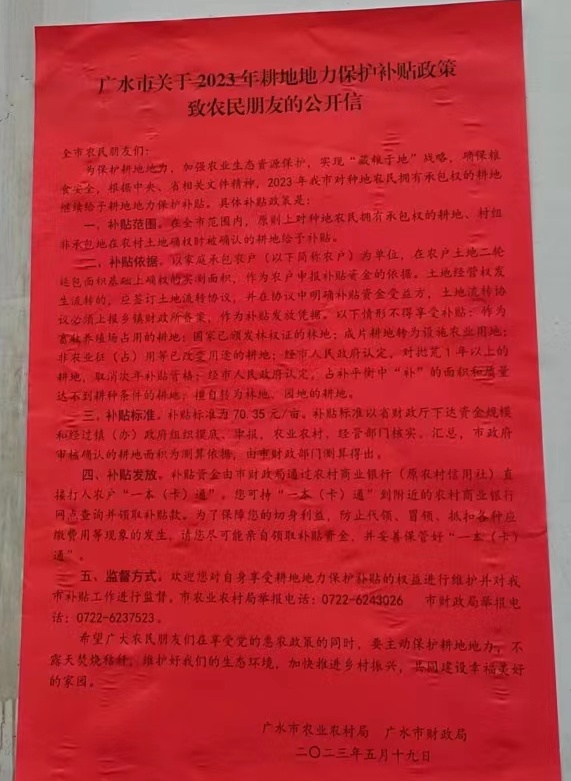 广水市关于2023年耕地地力保护补贴政策
致农民朋友的公开信
全市农民朋友们：
为保护耕地地力，加强农业生态资源保护，实现“藏粮于地”战略，确保粮
食安全，根据中央、省相关文件精神，2023年我市对种地农民拥有承包权的耕地
继续给予耕地地力保护补贴。具体补贴政策是：
一、补贴范围。在全市范围内，原则上对种地农民拥有承包权的耕地、村组
非承包地在农村土地确权时被确认的耕地给予补贴。
二、补贴依据。以家庭承包农户（以下简称农户）为单位，在农户土地二轮
延包面积基础上确权的实测面积，作为农户申报补贴资金的依据。土地经营权发
生流转的，应签订土地流转协议，并在协议中明确补贴资金受益方，土地流转协
议必须上报乡镇财政所备案，作为补贴发放凭据。以下情形不得享受补贴：作为
畜牧养殖场占用的耕地；国家已颁发林权证的林地；成片耕地转为设施农业用地；
非农业征（占）用等已改变用途的耕地；经市人民政府认定，对抛荒1年以上的
耕地，取消次年补贴资格；经市人民政府认定，占补平衡中“补”的面积和质量
达不到耕种条件的耕地；擅自转为林地、园地的耕地。
三、补贴标准。补贴标准为70.35元/亩。补贴标准以省财政厅下达资金规模
和经过镇（办）政府组织摸底、申报，农业农村、经管部门核实、汇总，市政府
审核确认的耕地面积为测算依据，由市财政部门测算得出。
四、补贴发放。补贴资金由市财政局通过农村商业银行（原农村信用社）直
接打入农户“一本（卡）通”。您可持“一本（卡）通”到附近的农村商业银行
网点查询并领取补贴款。为了保障您的切身利益，防止代领、冒领、抵扣各种应
缴费用等现象的发生，请您尽可能亲自领取补贴资金，并妥善保管好“一本（卡）
通”。
五、监督方式。欢迎您对自身享受耕地地力保护补贴的权益进行维护并对我
市补贴工作进行监督。市农业农村局举报电话：0722-6243026 市财政局举报电
话：0722-6237523。
希望广大农民朋友们在享受党的惠农政策的同时，要主动保护耕地地力，不
露天焚烧秸秆，维护好我们的生态环境，加快推进乡村振兴，共同建设幸福美好
的家园。
广水市农业农村局 广水市财政局
二〇二三年五月十九日